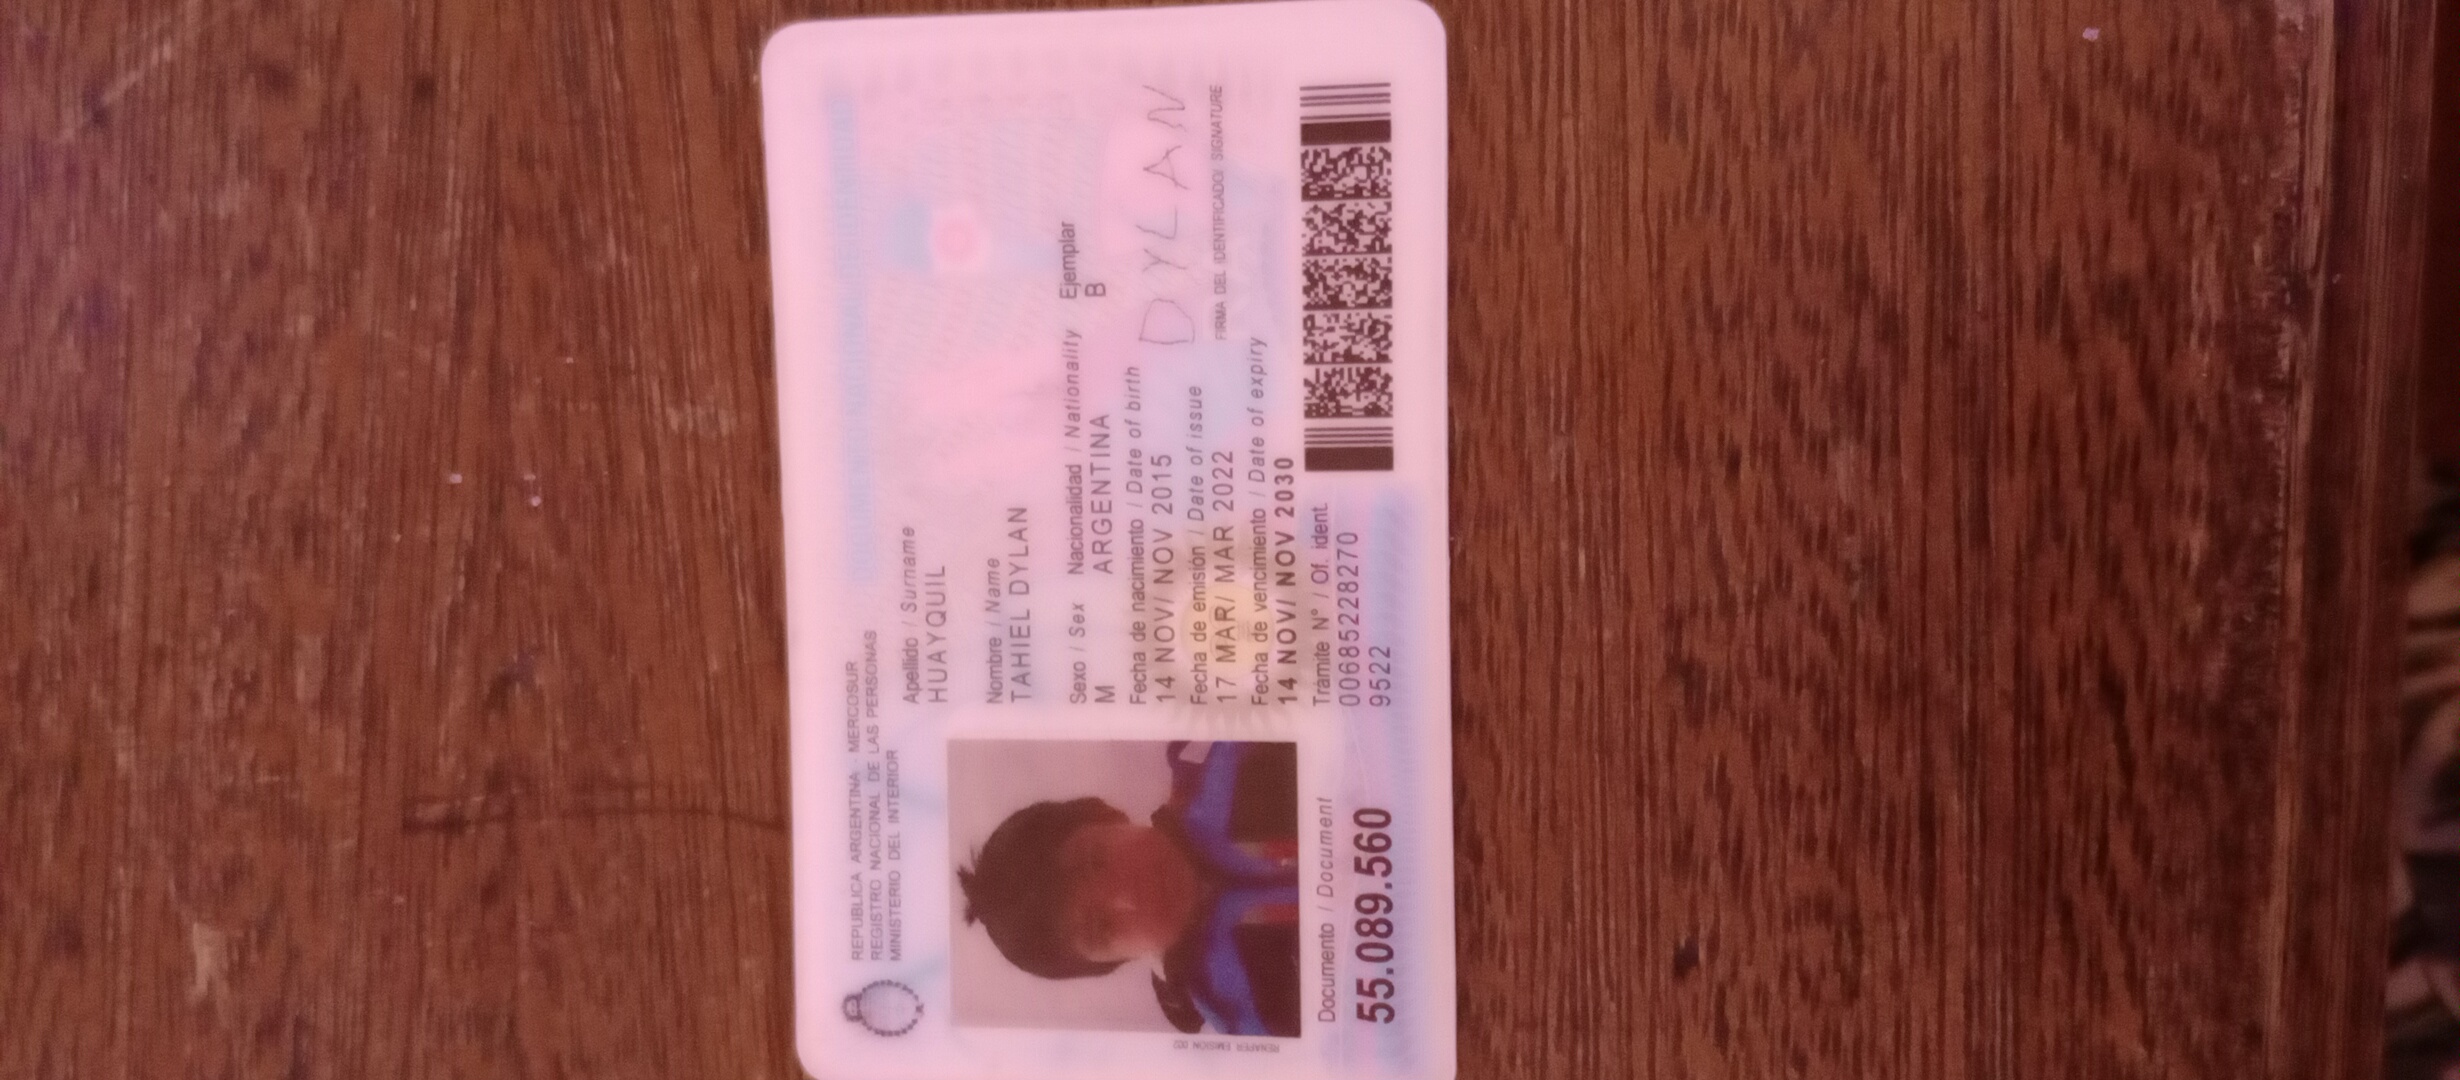 REPUBLICA ARGENTINA - MERCOSUR
REGISTRO NACIONAL DE LAS PERSONAS
MINISTERIO DEL INTERIOR
DOCUMENTO NACIONAL DE IDENTIDAD
Apellido / Surname
HUAYQUIL
Nombre / Name
TAHIEL DYLAN
Sexo / Sex Nacionalidad / Nationality Ejemplar
M ARGENTINA B
Fecha de nacimiento / Date of birth
14 NOV/ NOV 2015
Fecha de emisión / Date of issue
17 MAR/ MAR 2022
Fecha de vencimiento / Date of expiry
14 NOV/ NOV 2030
DYLAN
FIRMA DEL IDENTIFICADO/ SIGNATURE
Documento / Document
55.089.560
Trámite N° / Of. ident.
00685228270
9522